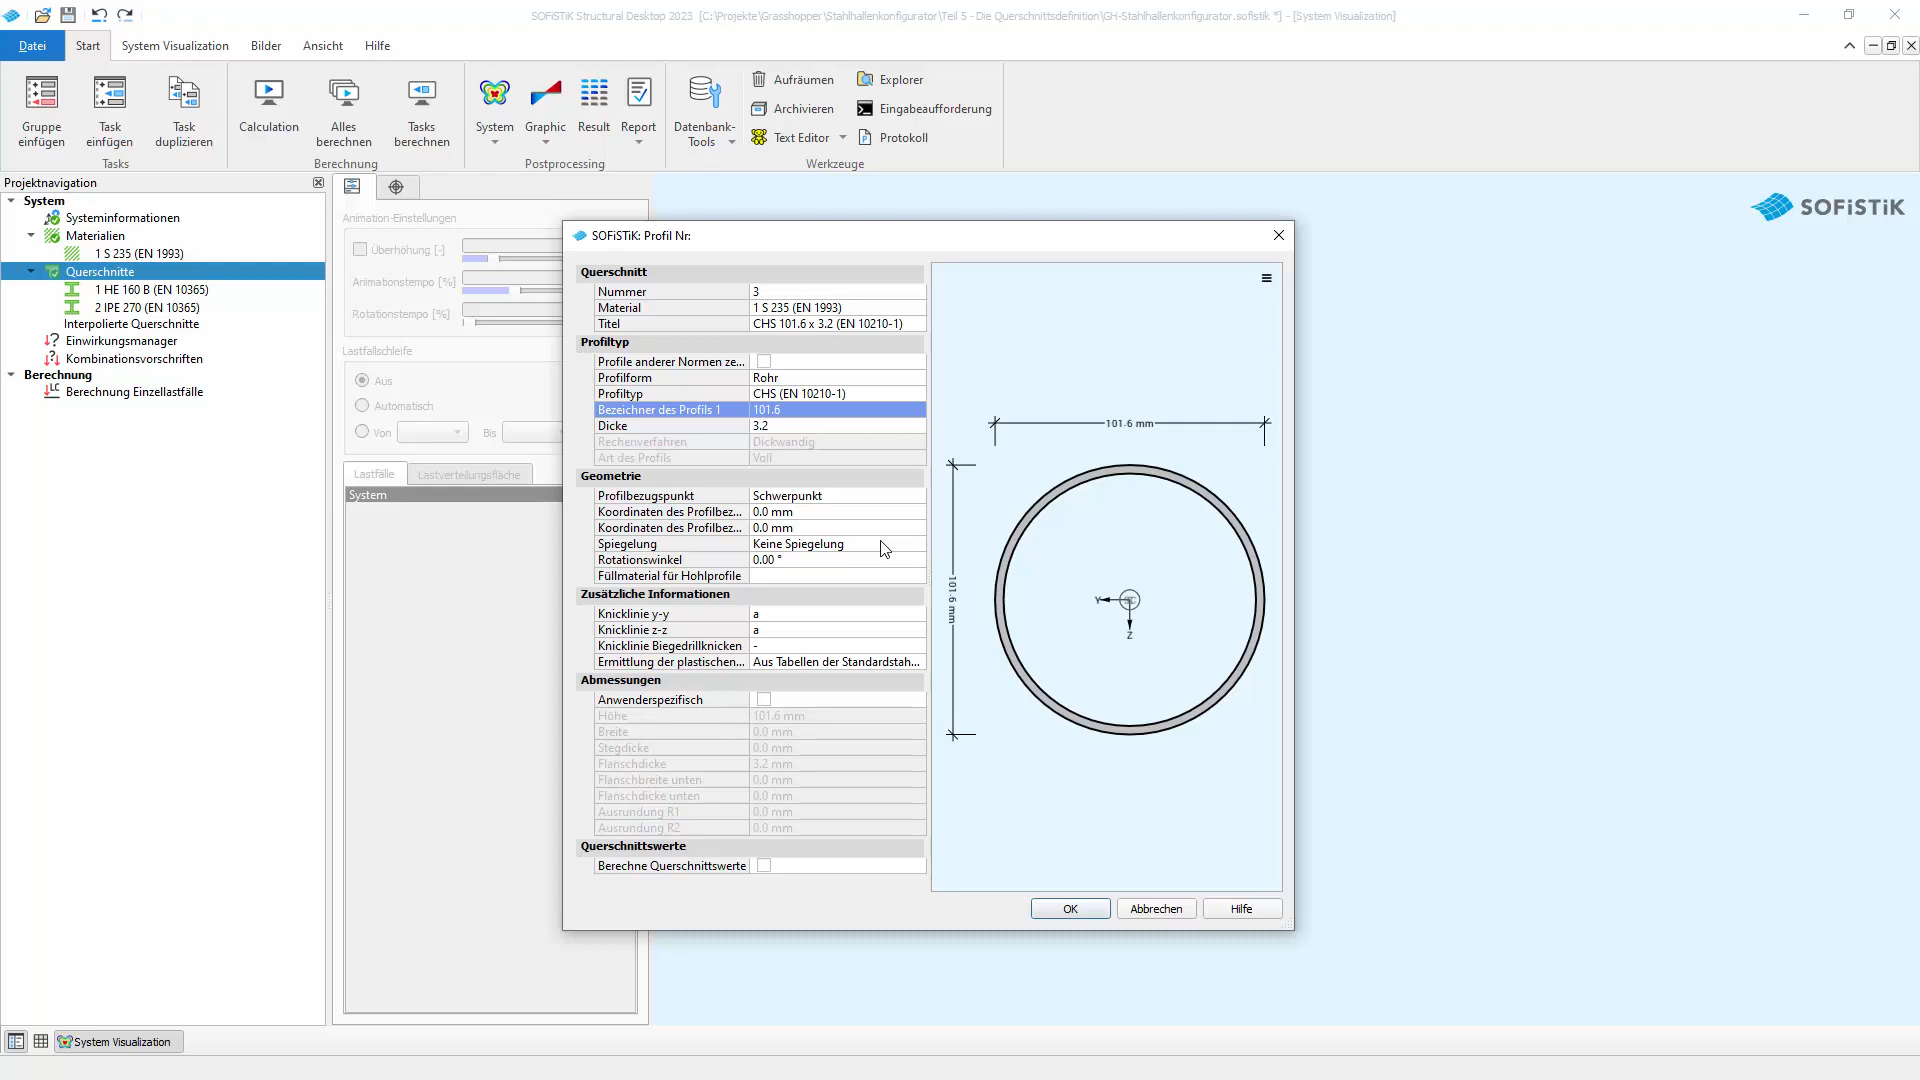 SOFiSTiK Structural Desktop 2023 [C:\Projekte\Grasshopper\Stahlhallenkonfigurator\Teil 5 - Die Querschnittsdefinition\GH-Stahlhallenkonfigurator.sofistik *] - [System Visualization]
Datei Start System Visualization Bilder Ansicht Hilfe
Gruppe einfügen
Task einfügen
Task duplizieren
Tasks
Calculation
Alles berechnen
Tasks berechnen
Berechnung
System
Graphic
Result
Report
Postprocessing
Datenbank-Tools
Aufräumen
Archivieren
Text Editor
Explorer
Eingabeaufforderung
Protokoll
Werkzeuge
Projektnavigation
System
Systeminformationen
Materialien
1 S 235 (EN 1993)
Querschnitte
1 HE 160 B (EN 10365)
2 IPE 270 (EN 10365)
Interpolierte Querschnitte
Einwirkungsmanager
Kombinationsvorschriften
Berechnung
LC Berechnung Einzellastfälle
Animation-Einstellungen
Überhöhung [-]
Animationstempo [%]
Rotationstempo [%]
Lastfallschleife
Aus
Automatisch
Von Bis
Lastfälle Lastverteilungsfläche
System
SOFiSTiK
SOFiSTiK: Profil Nr:
Querschnitt
Nummer 3
Material 1 S 235 (EN 1993)
Titel CHS 101.6 x 3.2 (EN 10210-1)
Profiltyp
Profile anderer Normen ze...
Profilform Rohr
Profiltyp CHS (EN 10210-1)
Bezeichner des Profils 1 101.6
Dicke 3.2
Rechenverfahren Dickwandig
Art des Profils Voll
Geometrie
Profilbezugspunkt Schwerpunkt
Koordinaten des Profilbez... 0.0 mm
Koordinaten des Profilbez... 0.0 mm
Spiegelung Keine Spiegelung
Rotationswinkel 0.00 °
Füllmaterial für Hohlprofile
Zusätzliche Informationen
Knicklinie y-y a
Knicklinie z-z a
Knicklinie Biegedrillknicken -
Ermittlung der plastischen... Aus Tabellen der Standardstah...
Abmessungen
Anwenderspezifisch
Höhe 101.6 mm
Breite 0.0 mm
Stegdicke 0.0 mm
Flanschdicke 3.2 mm
Flanschbreite unten 0.0 mm
Flanschdicke unten 0.0 mm
Ausrundung R1 0.0 mm
Ausrundung R2 0.0 mm
Querschnittswerte
Berechne Querschnittswerte
101.6 mm
101.6 mm
Y
Z
OK Abbrechen Hilfe
System Visualization